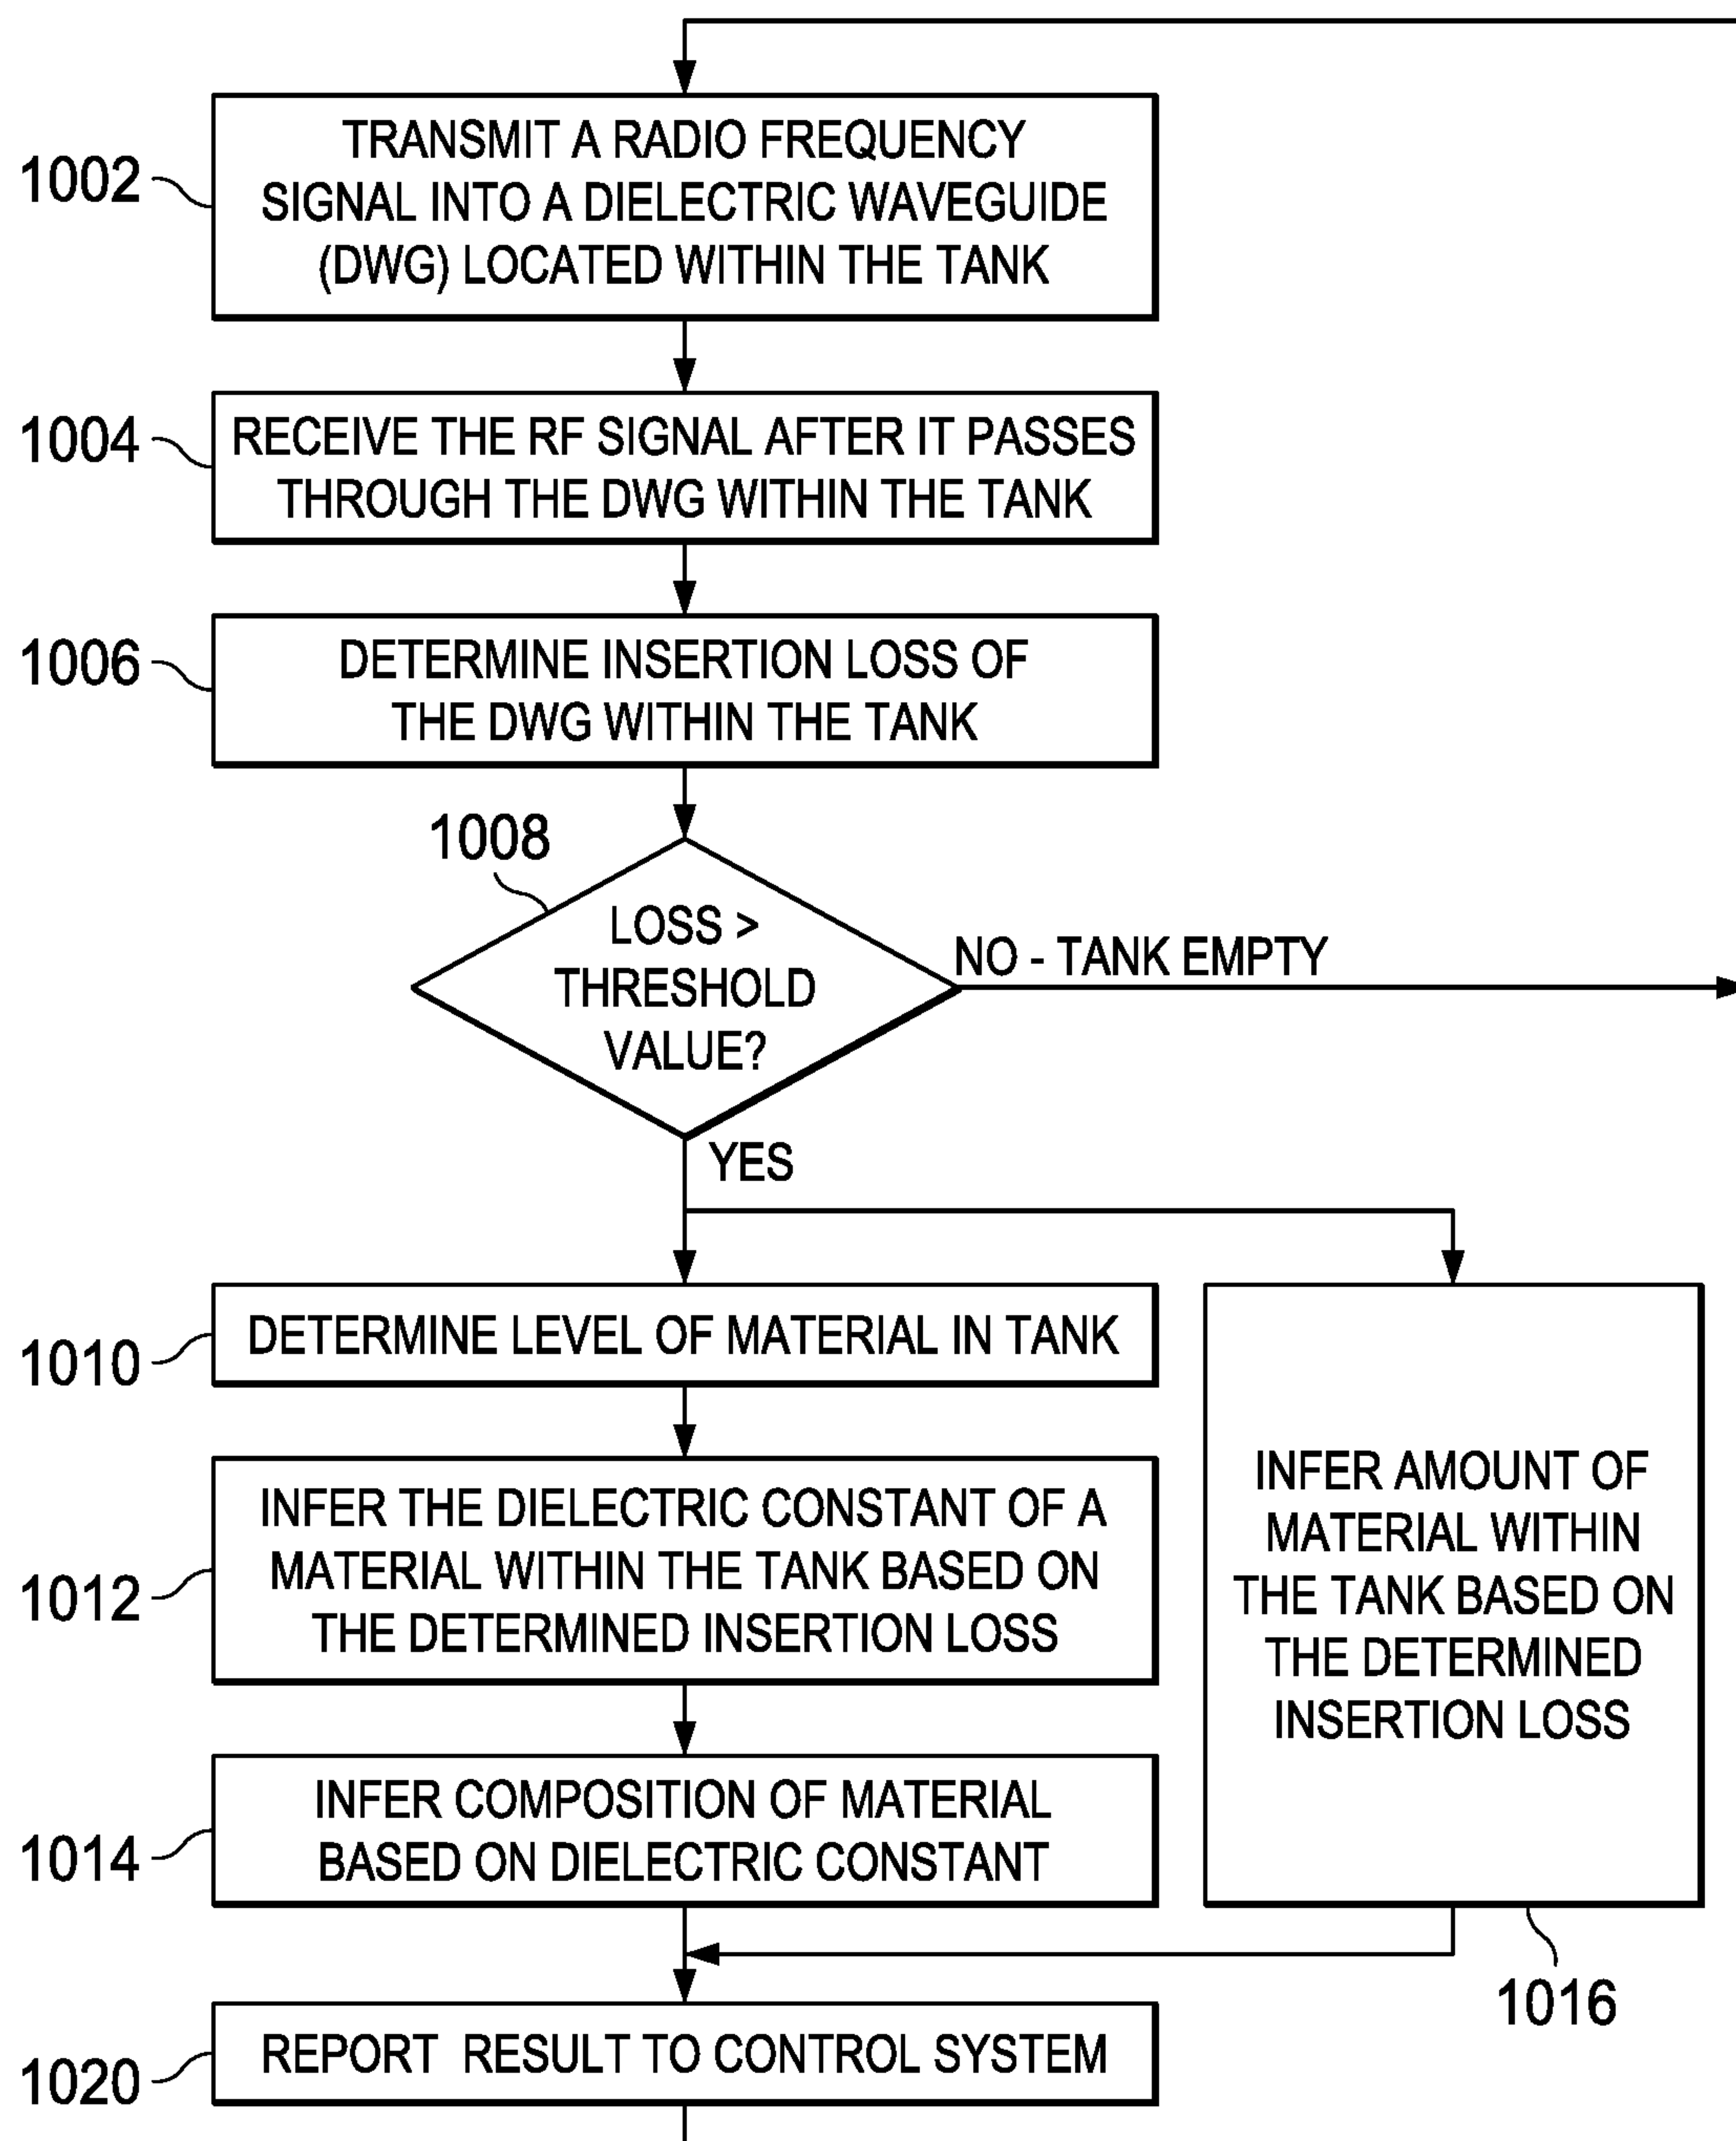 1002
TRANSMIT A RADIO FREQUENCY
SIGNAL INTO A DIELECTRIC WAVEGUIDE
(DWG) LOCATED WITHIN THE TANK
1004
RECEIVE THE RF SIGNAL AFTER IT PASSES
THROUGH THE DWG WITHIN THE TANK
1006
DETERMINE INSERTION LOSS OF
THE DWG WITHIN THE TANK
1008
LOSS >
THRESHOLD
VALUE?
NO - TANK EMPTY
YES
1010
DETERMINE LEVEL OF MATERIAL IN TANK
1012
INFER THE DIELECTRIC CONSTANT OF A
MATERIAL WITHIN THE TANK BASED ON
THE DETERMINED INSERTION LOSS
1014
INFER COMPOSITION OF MATERIAL
BASED ON DIELECTRIC CONSTANT
INFER AMOUNT OF
MATERIAL WITHIN
THE TANK BASED ON
THE DETERMINED
INSERTION LOSS
1016
1020
REPORT RESULT TO CONTROL SYSTEM